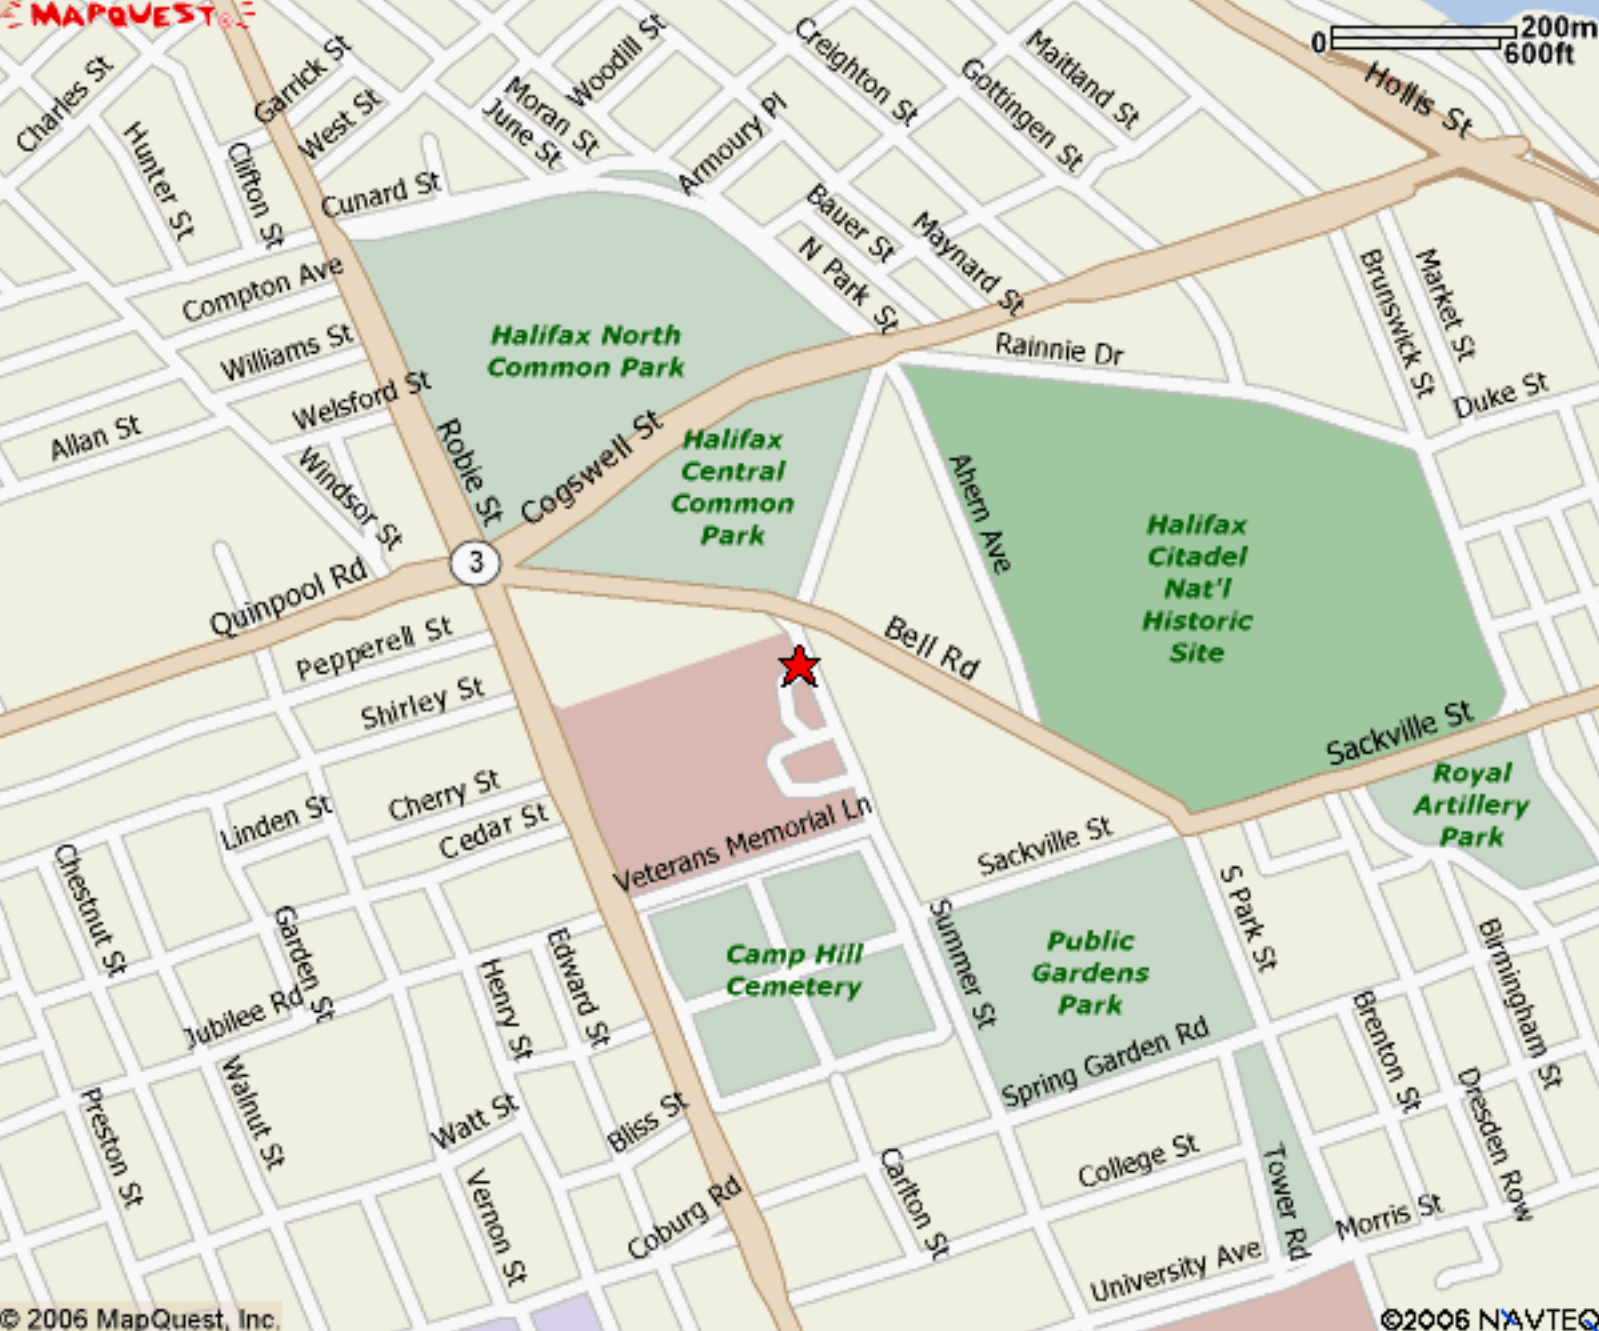 MAPQUEST
0
200m
600ft
Charles St
Garrick St
West St
Hunter St
Clifton St
Cunard St
Woodill St
Moran St
June St
Armoury Pl
Creighton St
Gottingen St
Maitland St
Hollis St
Bauer St
Maynard St
N Park St
Compton Ave
Williams St
Welsford St
Allan St
Windsor St
Robie St
Cogswell St
Halifax North
Common Park
Halifax
Central
Common
Park
Rainnie Dr
Brunswick St
Market St
Duke St
Ahern Ave
Halifax
Citadel
Nat'l
Historic
Site
3
Quinpool Rd
Pepperell St
Shirley St
Bell Rd
Sackville St
Royal
Artillery
Park
Linden St
Cherry St
Cedar St
Veterans Memorial Ln
Sackville St
Chestnut St
Garden St
Jubilee Rd
Henry St
Edward St
Camp Hill
Cemetery
Summer St
Public
Gardens
Park
S Park St
Spring Garden Rd
Birmingham St
Brenton St
Dresden Row
Preston St
Walnut St
Watt St
Bliss St
Vernon St
Coburg Rd
Carlton St
College St
Tower Rd
Morris St
University Ave
© 2006 MapQuest, Inc.
©2006 NAVTEQ